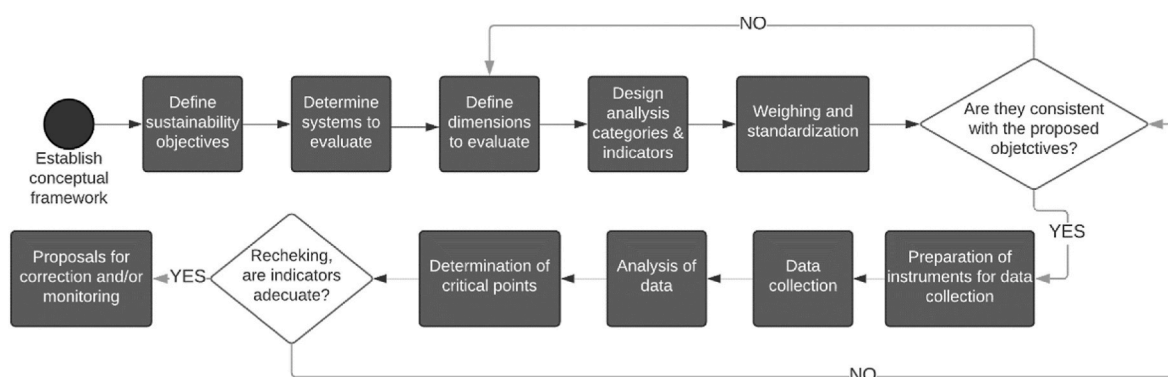 NO
Define
sustainability
objectives
Determine
systems to
evaluate
Define
dimensions
to evaluate
Design
analysis
categories &
indicators
Weighing and
standardization
Are they consistent
with the proposed
objetctives?
Establish
conceptual
framework
YES
Proposals for
correction and/or
monitoring
YES
Recheking,
are indicators
adequate?
Determination of
critical points
Analysis of
data
Data
collection
Preparation of
instruments for data
collection
NO